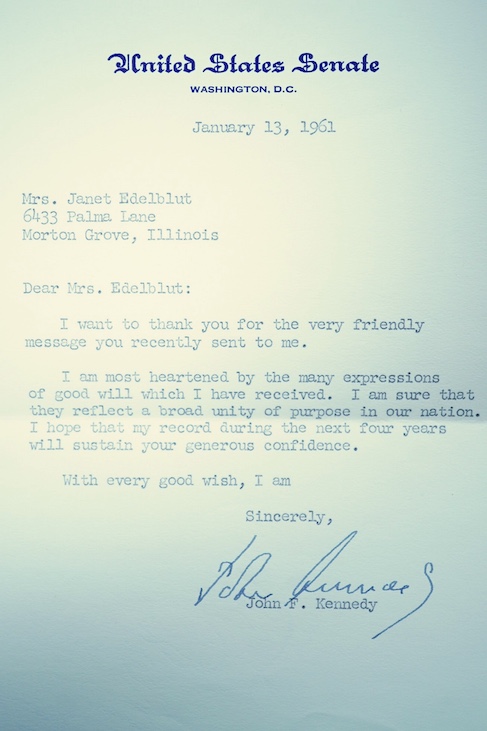 United States Senate
WASHINGTON, D.C.
January 13, 1961
Mrs. Janet Edelblut
6433 Palma Lane
Morton Grove, Illinois
Dear Mrs. Edelblut:
I want to thank you for the very friendly
message you recently sent to me.
I am most heartened by the many expressions
of good will which I have received. I am sure that
they reflect a broad unity of purpose in our nation.
I hope that my record during the next four years
will sustain your generous confidence.
With every good wish, I am
Sincerely,
John Kennedy
John F. Kennedy